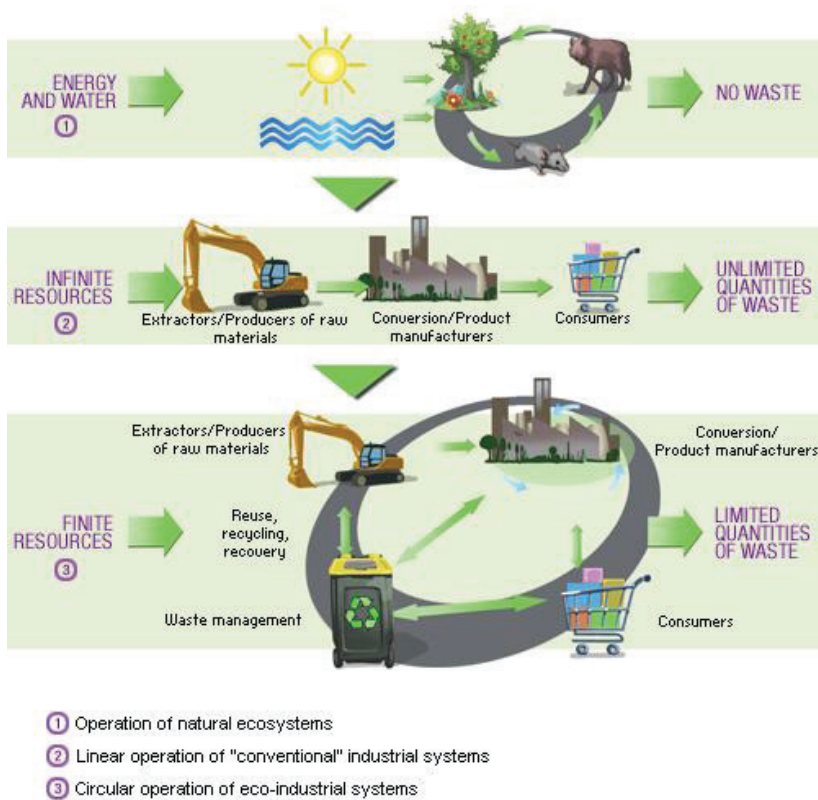 ENERGY
AND WATER
1
NO WASTE
INFINITE
RESOURCES
2
Extractors/Producers of raw
materials
Conversion/Product
manufacturers
Consumers
UNLIMITED
QUANTITIES
OF WASTE
Extractors/Producers
of raw materials
Conversion/
Product manufacturers
FINITE
RESOURCES
3
Reuse,
recycling,
recovery
LIMITED
QUANTITIES
OF WASTE
Waste management
Consumers
1 Operation of natural ecosystems
2 Linear operation of "conventional" industrial systems
3 Circular operation of eco-industrial systems